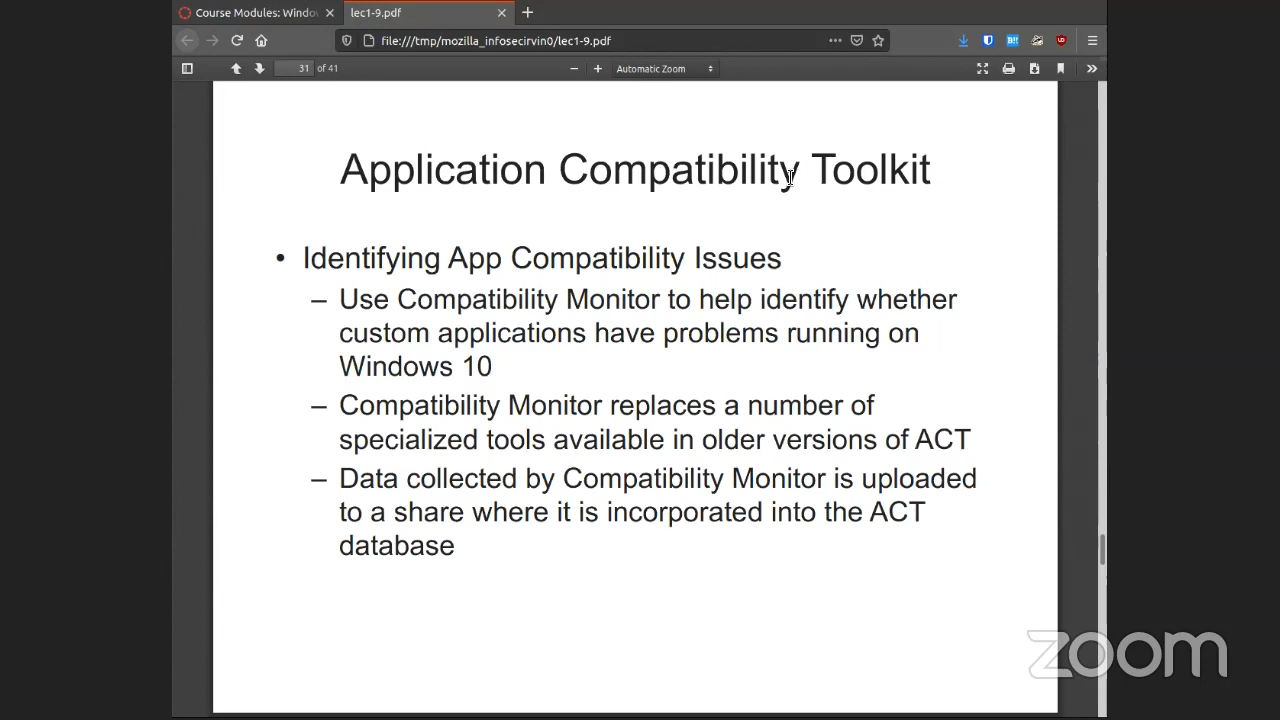 Course Modules: Windo
lec1-9.pdf
file:///tmp/mozilla_infosecirvin0/lec1-9.pdf
31 of 41
Automatic Zoom
Application Compatibility Toolkit
• Identifying App Compatibility Issues
– Use Compatibility Monitor to help identify whether
custom applications have problems running on
Windows 10
– Compatibility Monitor replaces a number of
specialized tools available in older versions of ACT
– Data collected by Compatibility Monitor is uploaded
to a share where it is incorporated into the ACT
database
zoom